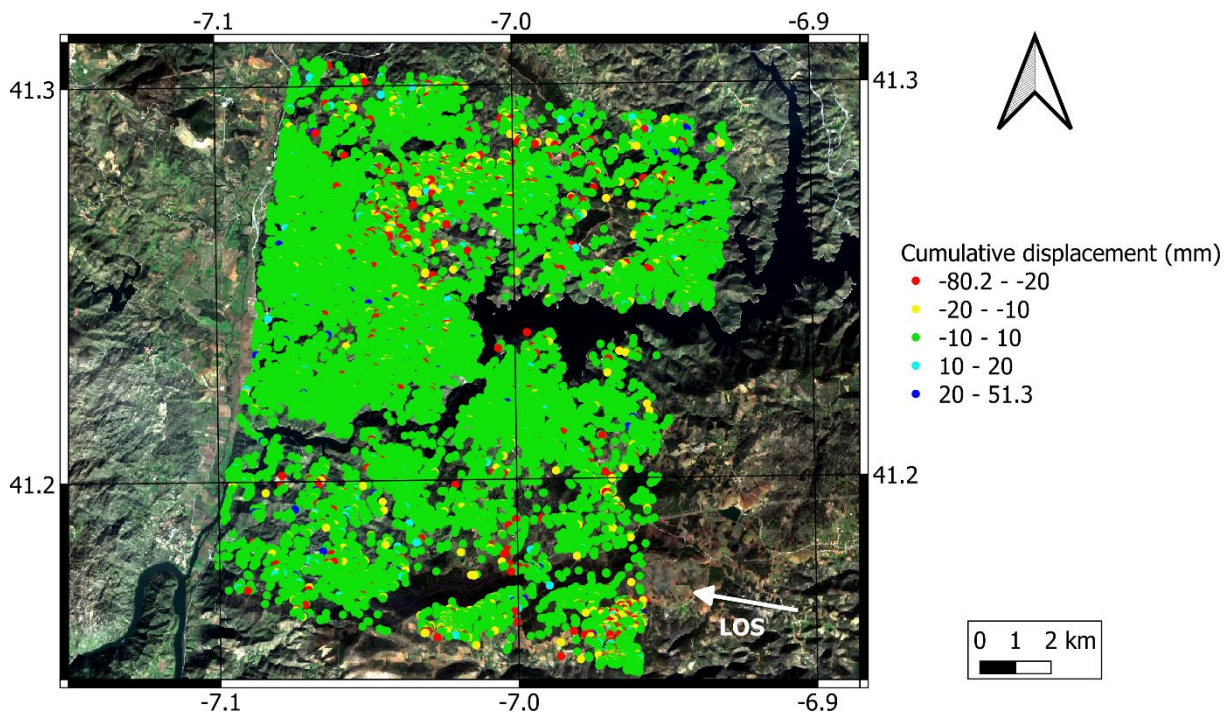 -7.1 -7.0 -6.9
41.3 41.3
Cumulative displacement (mm)
-80.2 - -20
-20 - -10
-10 - 10
10 - 20
20 - 51.3
41.2 41.2
LOS
0 1 2 km
-7.1 -7.0 -6.9